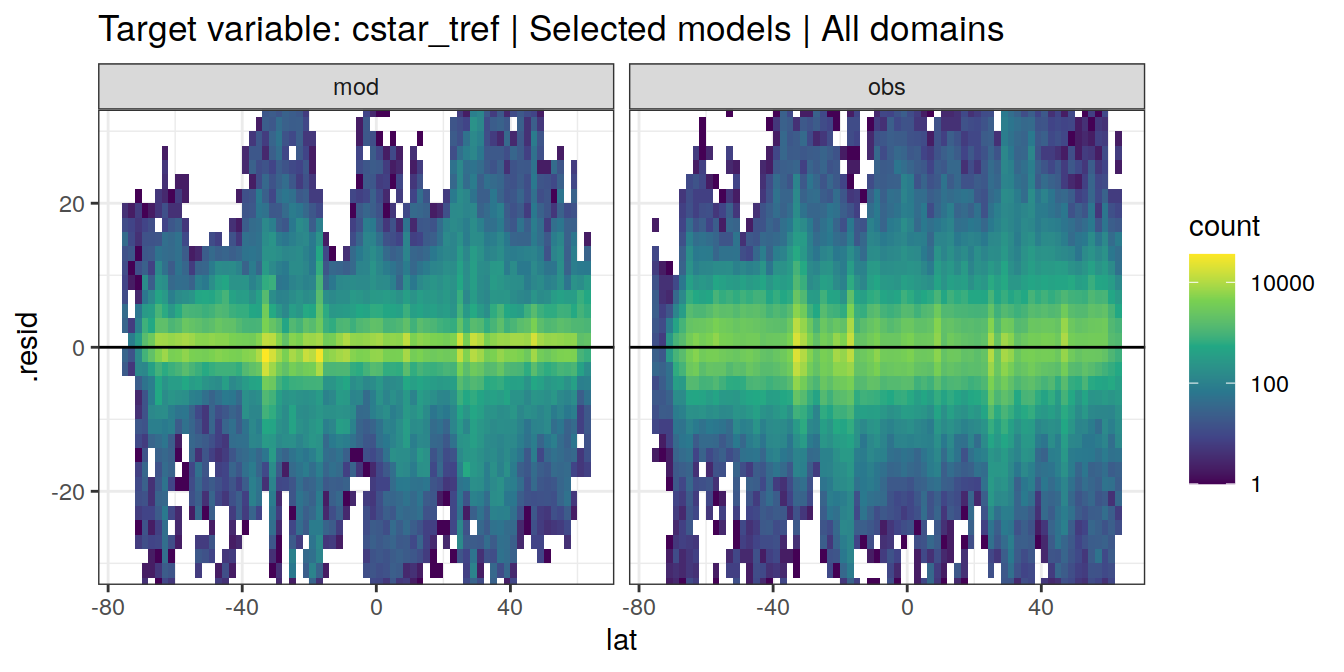 Target variable: cstar_tref | Selected models | All domains
mod
obs
.resid
20
0
-20
-80
-40
0
40
-80
-40
0
40
lat
count
10000
100
1